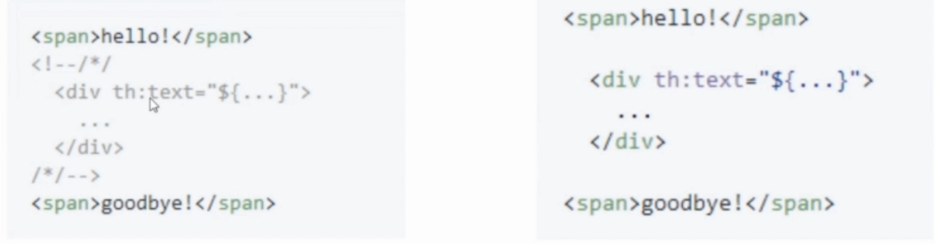 <span>hello!</span>
<!--/*/
<div th:text="${...}">
...
</div>
/*/-->
<span>goodbye!</span>
<span>hello!</span>
<div th:text="${...}">
...
</div>
<span>goodbye!</span>